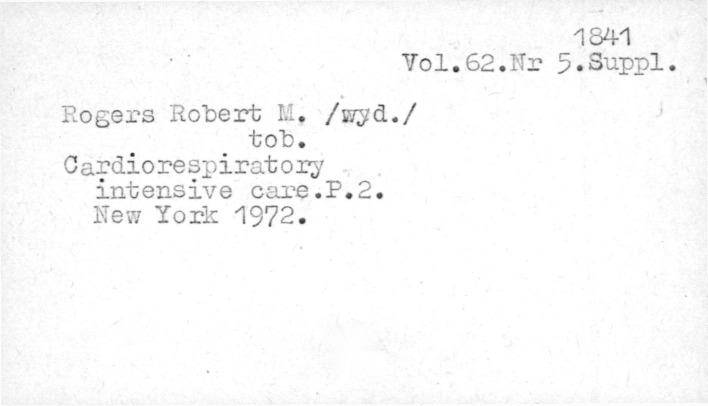 1841
Vol.62.Nr 5.Suppl.
Rogers Robert M. /wyd./
tob.
Cardiorespiratory
intensive care.P.2.
New York 1972.